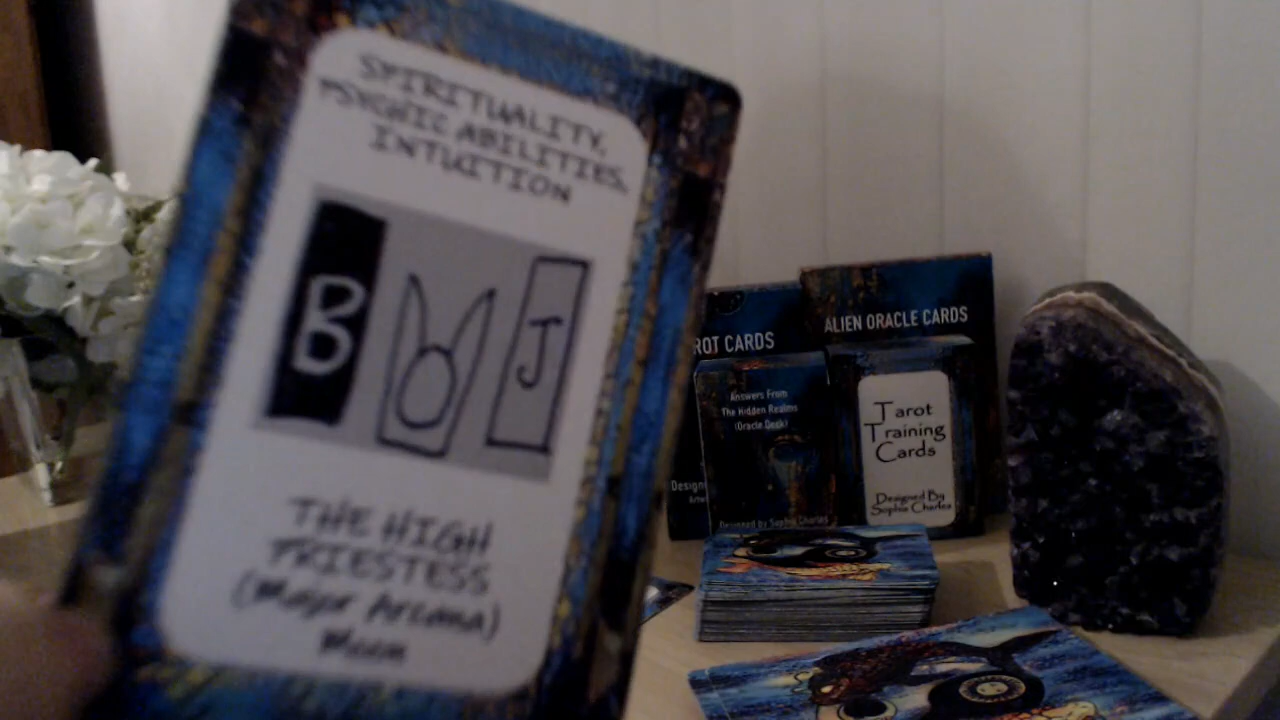 SPIRITUALITY,
PSYCHIC ABILITIES,
INTUITION
B
J
THE HIGH
PRIESTESS
(Major Arcana)
Moon
ROT CARDS
ALIEN ORACLE CARDS
Answers From
The Hidden Realms
(Oracle Deck)
Designed by Sophia Charles
Design
Tarot
Training
Cards
Designed By
Sophia Charles